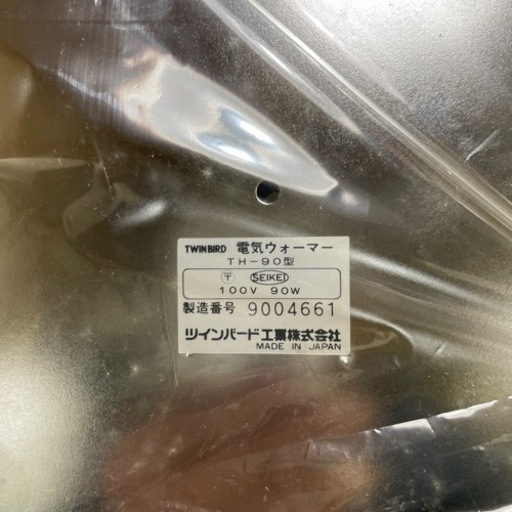 TWINBIRD 電気ウォーマー
TH-90型
〒 SEIKEI
100V 90W
製造番号 9004661
ツインバード工業株式会社
MADE IN JAPAN